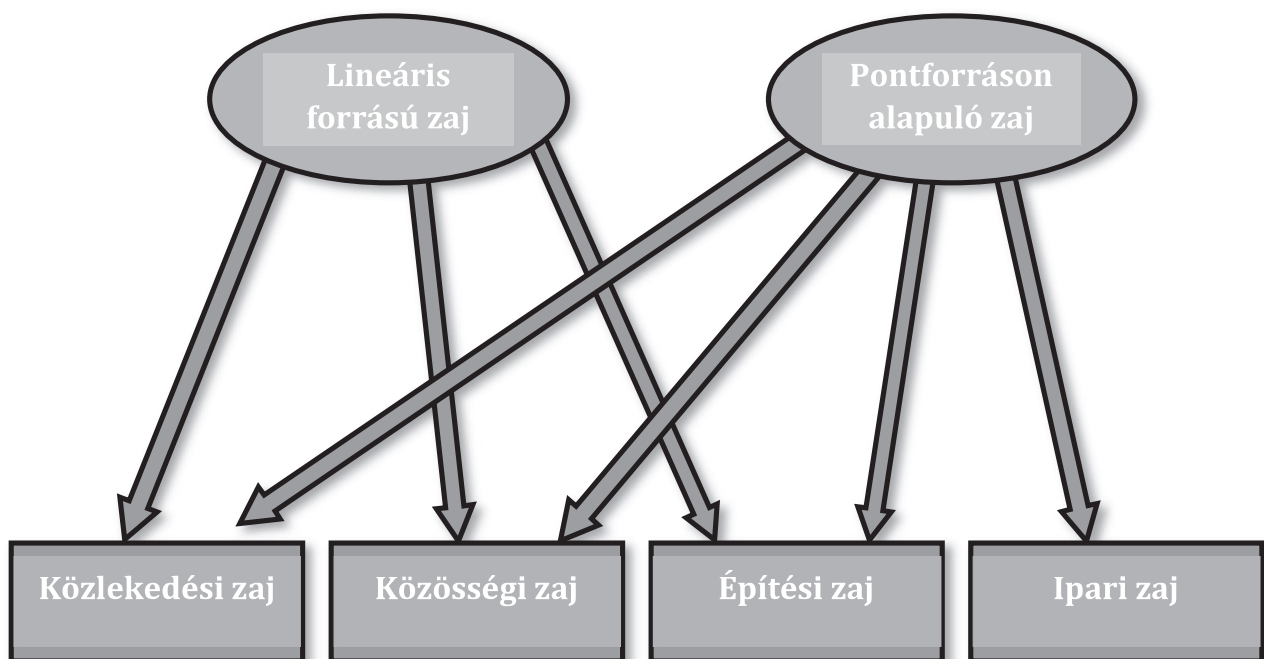 Lineáris
forrású zaj
Pontforráson
alapuló zaj
Közlekedési zaj
Közösségi zaj
Építési zaj
Ipari zaj